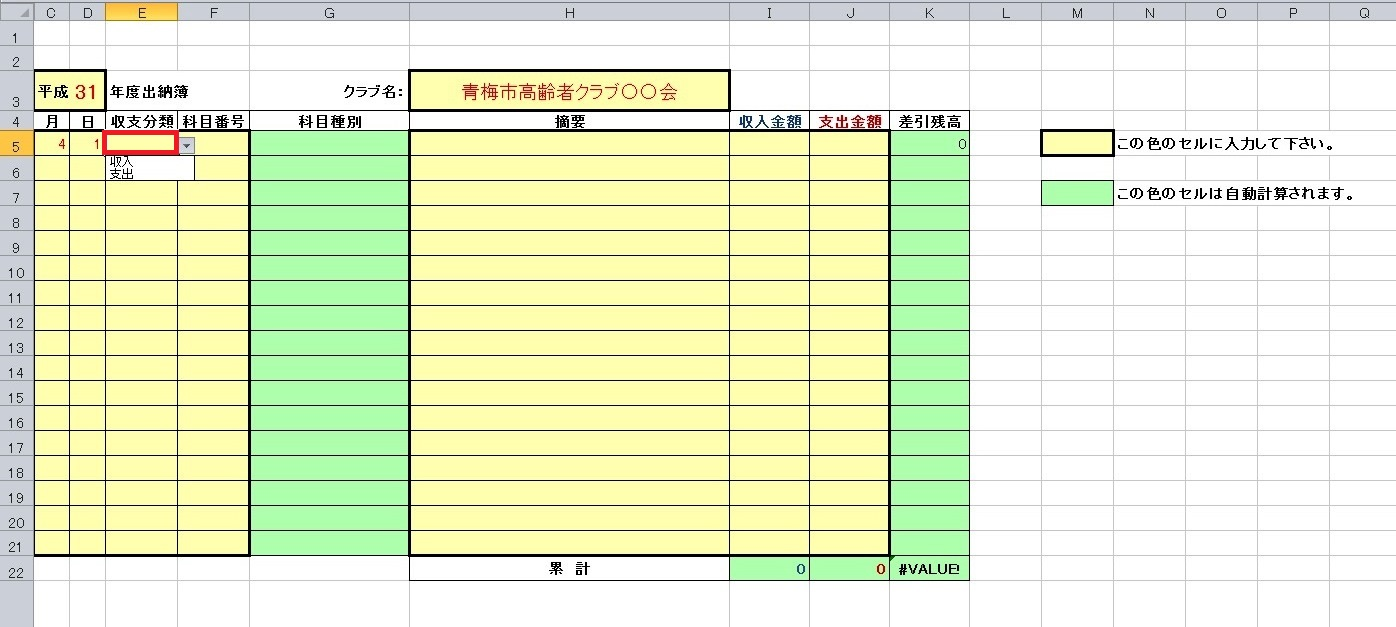 C D E F G H I J K L M N O P Q
1
2
3 平成 31 年度出納簿 クラブ名： 青梅市高齢者クラブ〇〇会
4 月 日 収支分類 科目番号 科目種別 摘要 収入金額 支出金額 差引残高
5 4 1 0 この色のセルに入力して下さい。
収入
6 支出
7 この色のセルは自動計算されます。
8
9
10
11
12
13
14
15
16
17
18
19
20
21
22 累 計 0 0 #VALUE!